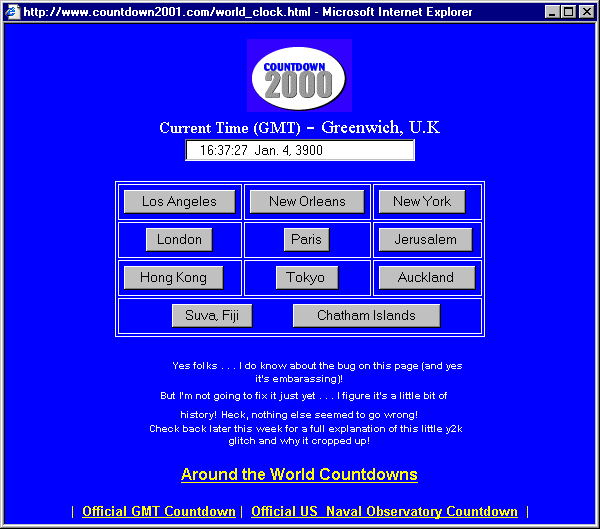 http://www.countdown2001.com/world_clock.html - Microsoft Internet Explorer
COUNTDOWN
2000
Current Time (GMT) - Greenwich, U.K
16:37:27 Jan. 4, 3900
Los Angeles New Orleans New York
London Paris Jerusalem
Hong Kong Tokyo Auckland
Suva, Fiji Chatham Islands
Yes folks . . . I do know about the bug on this page (and yes
it's embarassing)!
But I'm not going to fix it just yet . . . I figure it's a little bit of
history! Heck, nothing else seemed to go wrong!
Check back later this week for a full explanation of this little y2k
glitch and why it cropped up!
Around the World Countdowns
| Official GMT Countdown | Official US Naval Observatory Countdown |